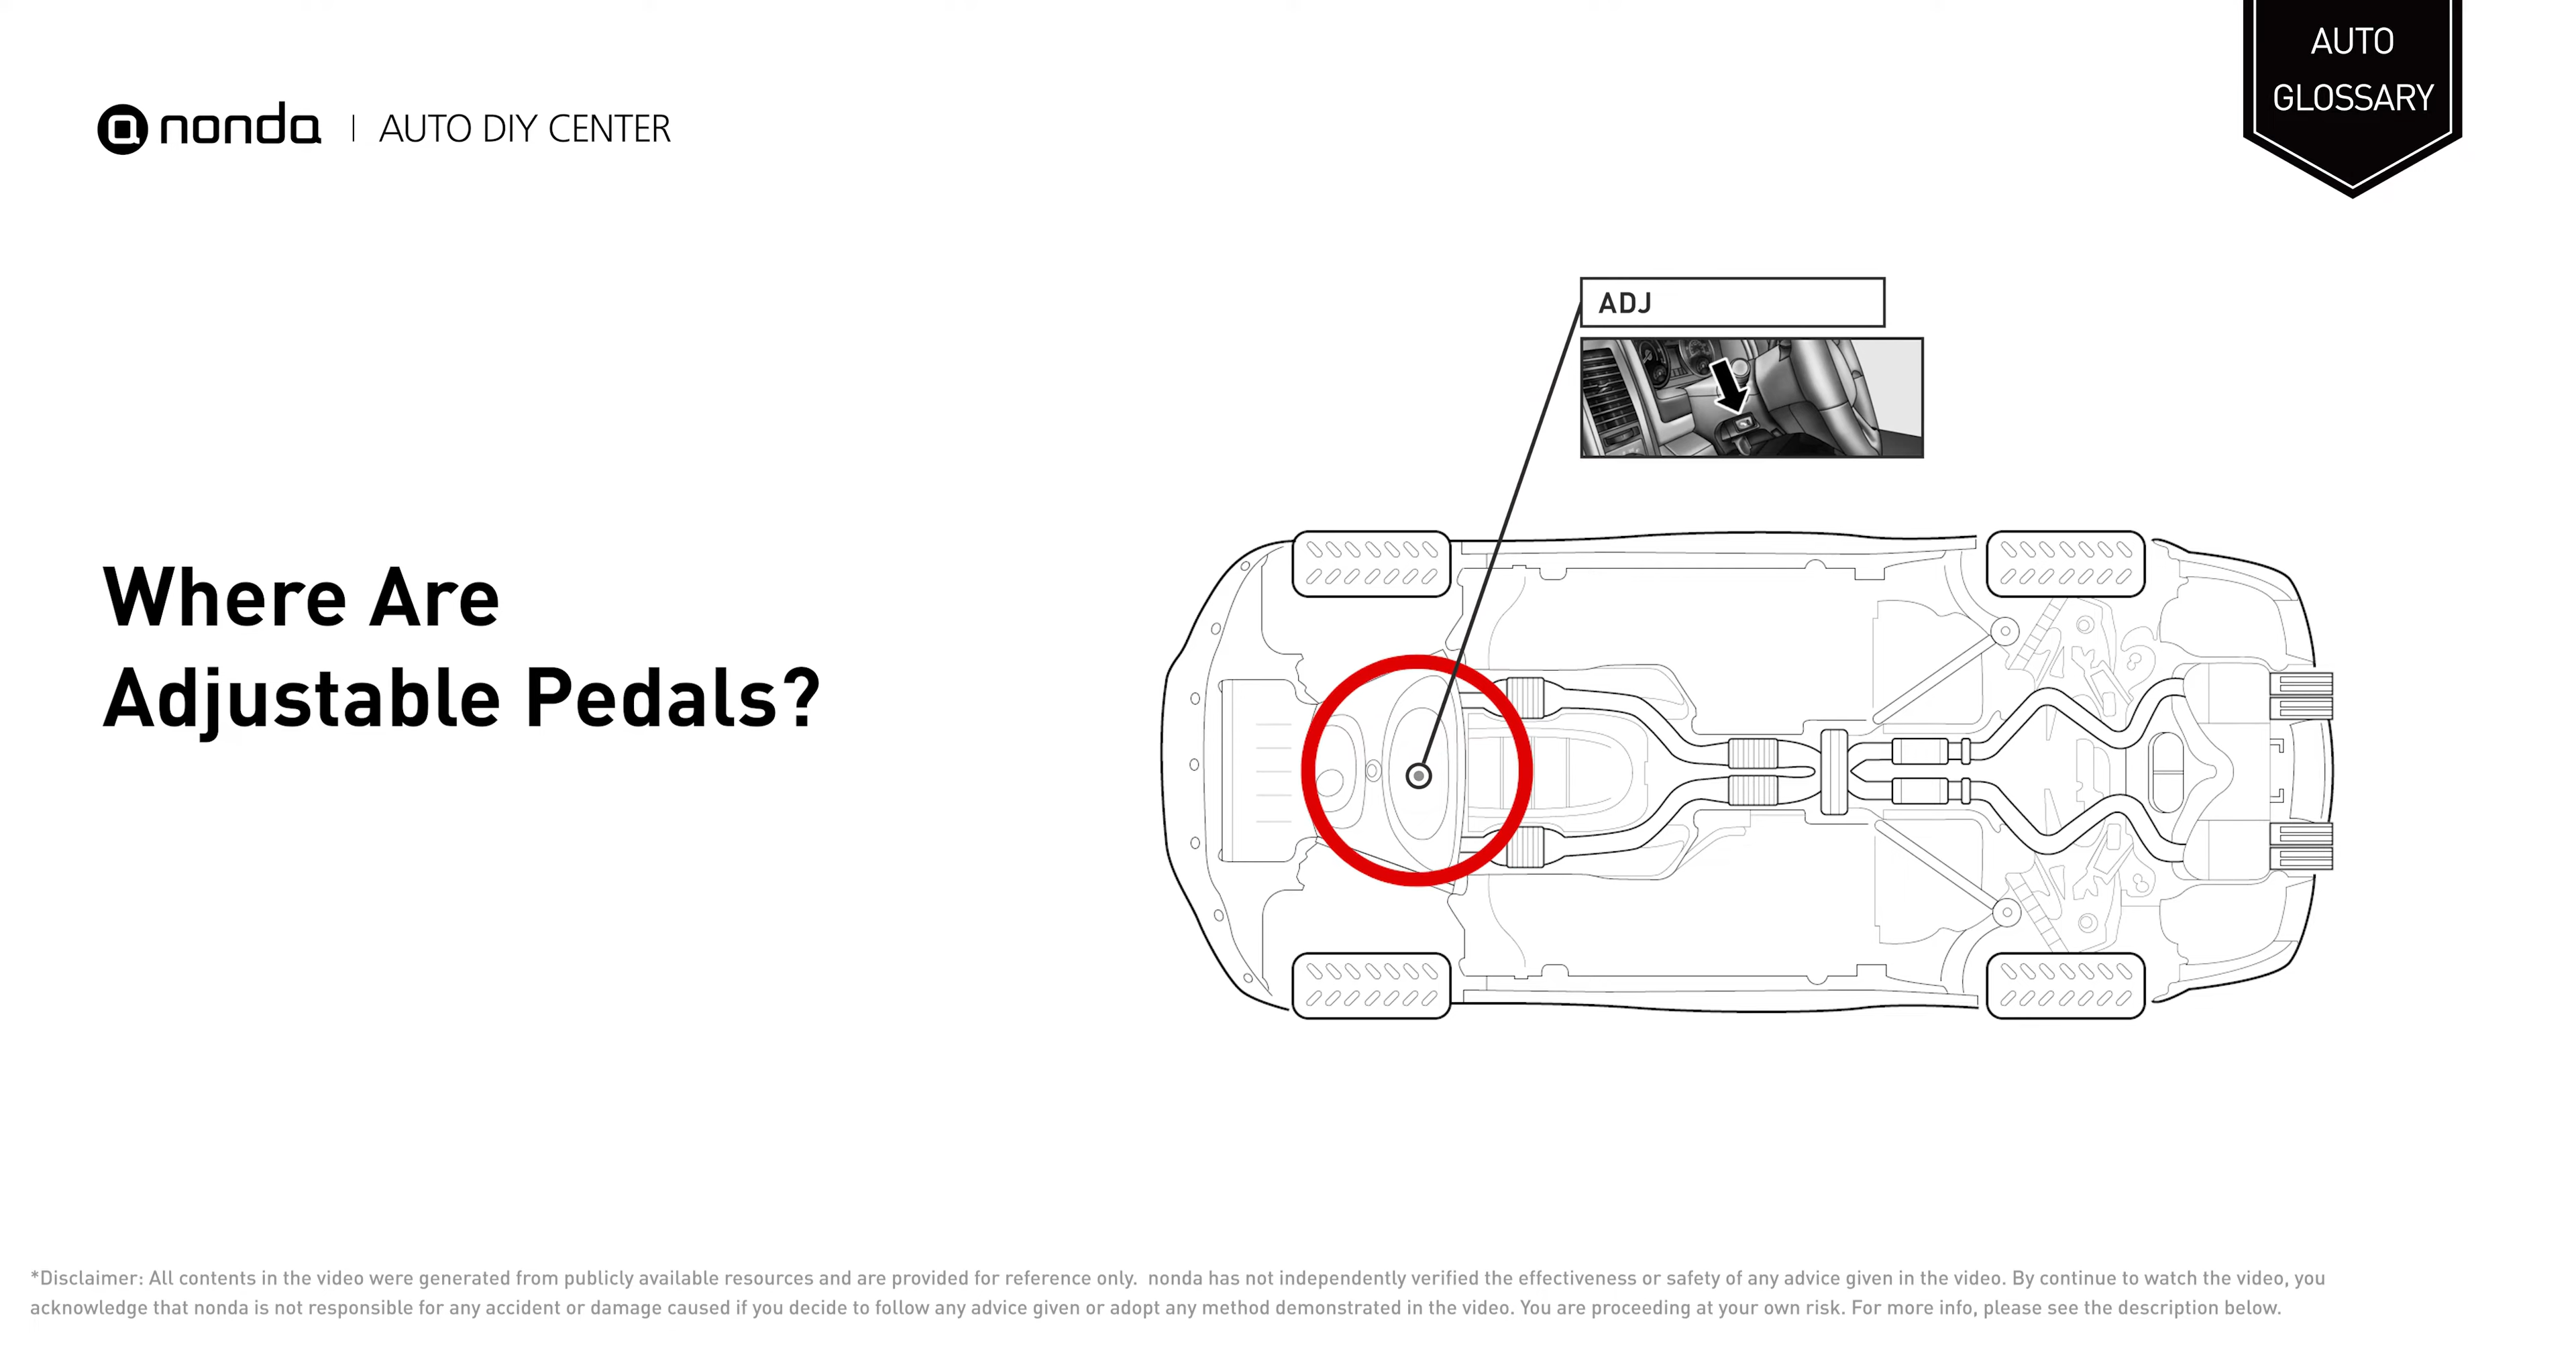 nonda | AUTO DIY CENTER
AUTO
GLOSSARY
ADJ
Where Are
Adjustable Pedals?
*Disclaimer: All contents in the video were generated from publicly available resources and are provided for reference only.  nonda has not independently verified the effectiveness or safety of any advice given in the video. By continue to watch the video, you
acknowledge that nonda is not responsible for any accident or damage caused if you decide to follow any advice given or adopt any method demonstrated in the video. You are proceeding at your own risk. For more info, please see the description below.